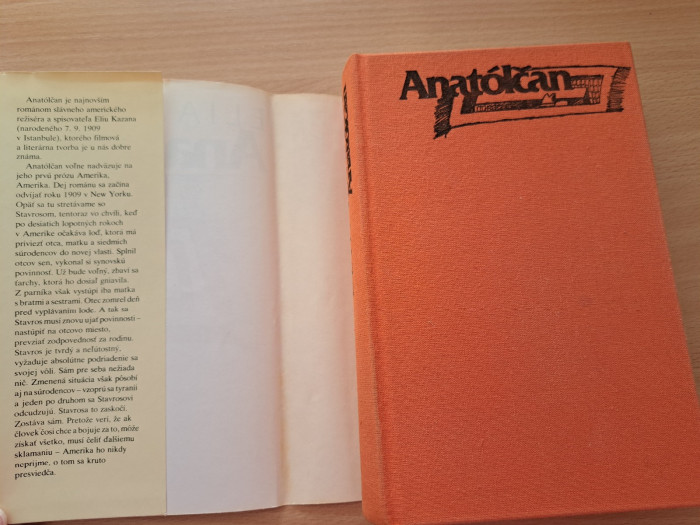 Anatólčan je najnovším
románom slávneho amerického
režiséra a spisovateľa Eliu Kazana
(narodeného 7. 9. 1909
v Istanbule), ktorého filmová
a literárna tvorba je u nás dobre
známa.
Anatólčan voľne nadväzuje na
jeho prvú prózu Amerika,
Amerika. Dej románu sa začína
odvíjať roku 1909 v New Yorku.
Opäť sa tu stretávame so
Stavrosom, tentoraz vo chvíli, keď
po desiatich lopotných rokoch
v Amerike očakáva loď, ktorá má
priviezť otca, matku a siedmich
súrodencov do novej vlasti. Splnil
otcov sen, vykonal si synovskú
povinnosť. Už bude voľný, zbaví sa
ťarchy, ktorá ho dosiaľ gniavila.
Z parníka však vystúpi iba matka
s bratmi a sestrami. Otec zomrel deň
pred vyplávaním lode. A tak sa
Stavros musí znovu ujať povinnosti –
nastúpiť na otcovo miesto,
prevziať zodpovednosť za rodinu.
Stavros je tvrdý a neľútostný,
vyžaduje absolútne podriadenie sa
svojej vôli. Sám pre seba nežiada
nič. Zmenená situácia však pôsobí
aj na súrodencov – vzoprú sa tyranii
a jeden po druhom sa Stavrosovi
odcudzujú. Stavrosa to zaskočí.
Zostáva sám. Pretože verí, že ak
človek čosi chce a bojuje za to, môže
získať všetko, musí čeliť ďalšiemu
sklamaniu – Amerika ho nikdy
neprijme, o tom sa kruto
presviedča.
Anatólčan